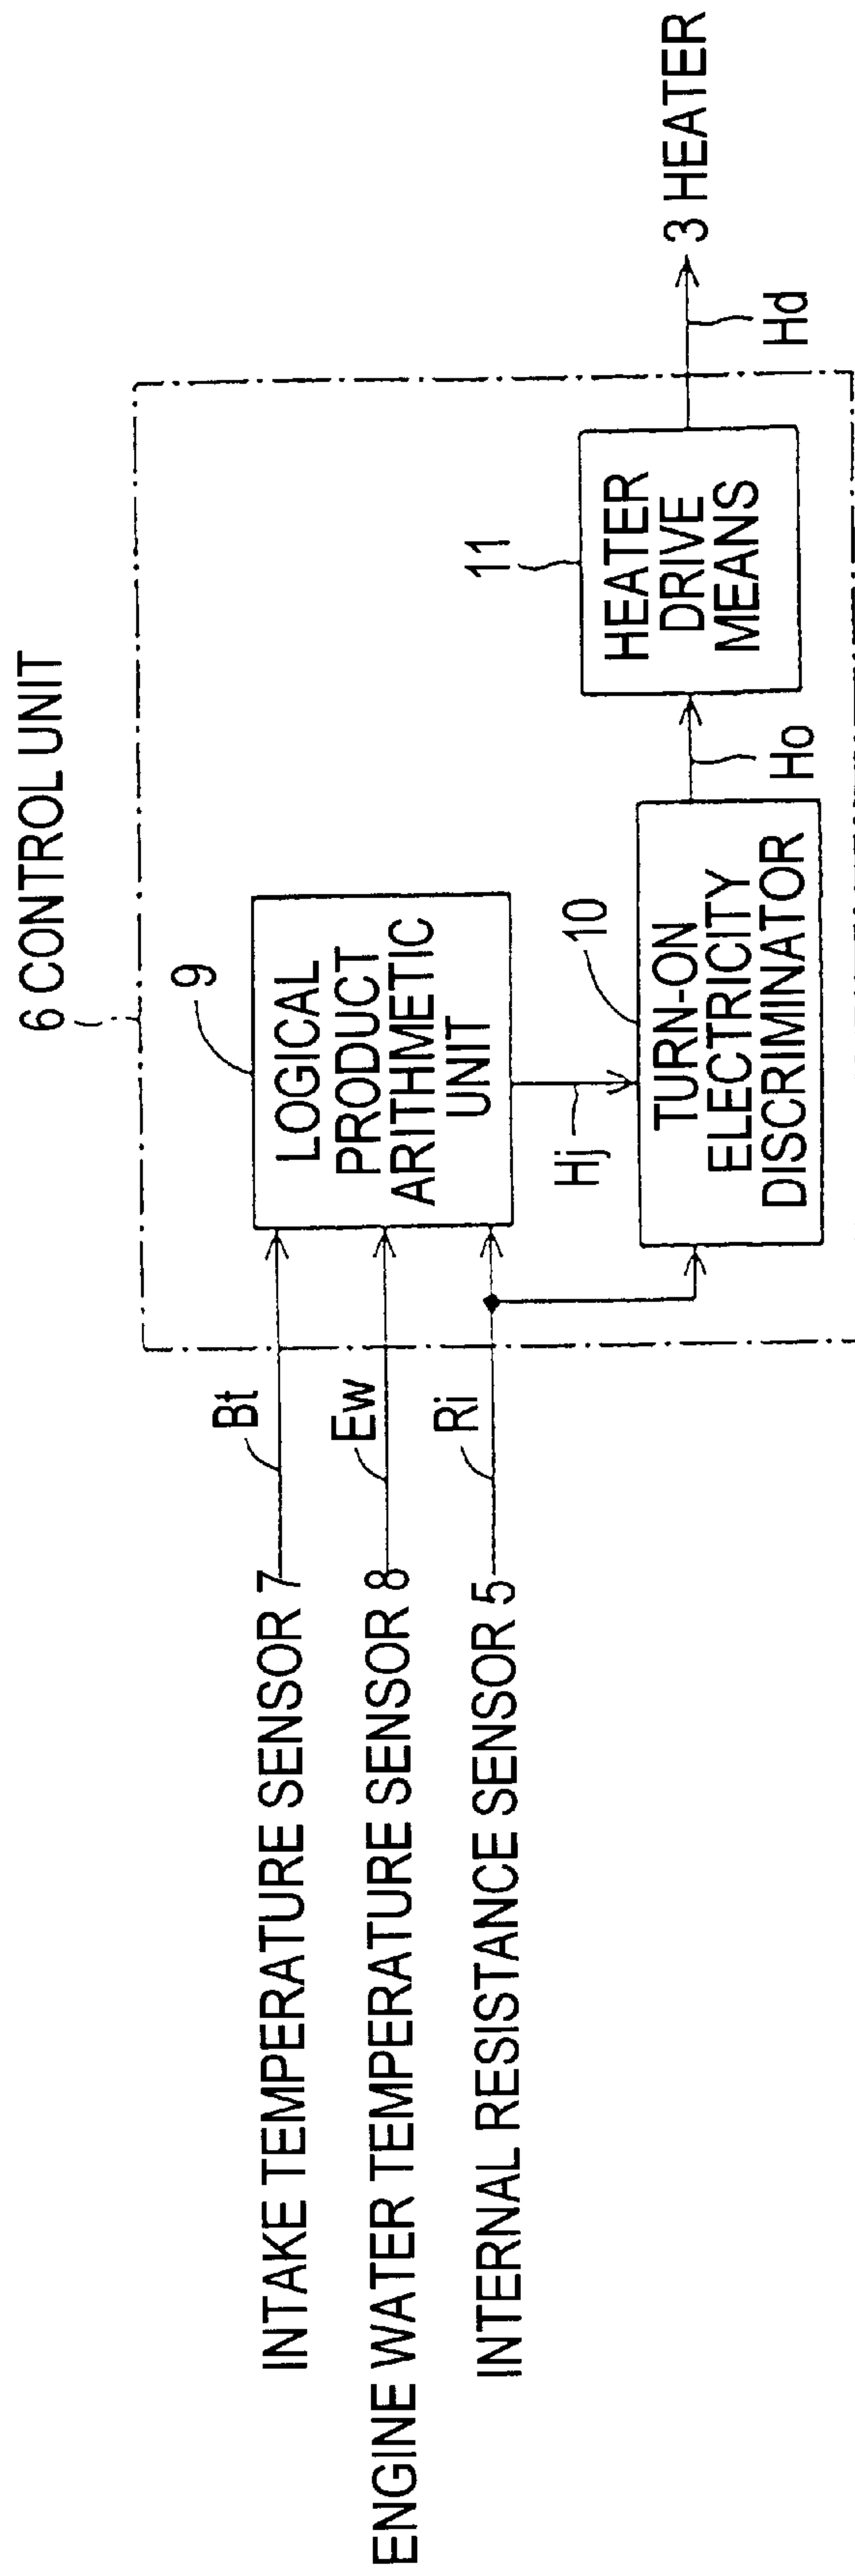 6 CONTROL UNIT
INTAKE TEMPERATURE SENSOR 7
Bt
ENGINE WATER TEMPERATURE SENSOR 8
Ew
INTERNAL RESISTANCE SENSOR 5
Ri
9
LOGICAL
PRODUCT
ARITHMETIC
UNIT
Hj
10
TURN-ON
ELECTRICITY
DISCRIMINATOR
Ho
11
HEATER
DRIVE
MEANS
Hd
3 HEATER